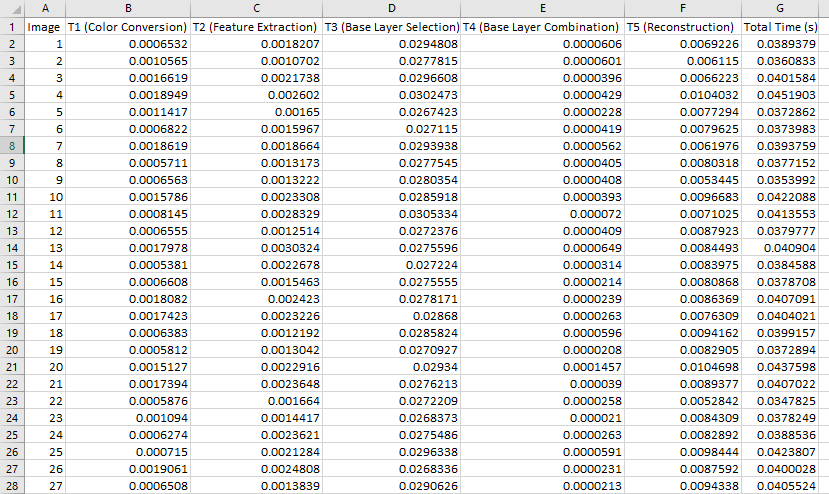 A B C D E F G
1 Image T1 (Color Conversion) T2 (Feature Extraction) T3 (Base Layer Selection) T4 (Base Layer Combination) T5 (Reconstruction) Total Time (s)
2 1 0.0006532 0.0018207 0.0294808 0.0000606 0.0069226 0.0389379
3 2 0.0010565 0.0010702 0.0277815 0.0000601 0.006115 0.0360833
4 3 0.0016619 0.0021738 0.0296608 0.0000396 0.0066223 0.0401584
5 4 0.0018949 0.002602 0.0302473 0.0000429 0.0104032 0.0451903
6 5 0.0011417 0.00165 0.0267423 0.0000228 0.0077294 0.0372862
7 6 0.0006822 0.0015967 0.027115 0.0000419 0.0079625 0.0373983
8 7 0.0018619 0.0018664 0.0293938 0.0000562 0.0061976 0.0393759
9 8 0.0005711 0.0013173 0.0277545 0.0000405 0.0080318 0.0377152
10 9 0.0006563 0.0013222 0.0280354 0.0000408 0.0053445 0.0353992
11 10 0.0015786 0.0023308 0.0285918 0.0000393 0.0096683 0.0422088
12 11 0.0008145 0.0028329 0.0305334 0.000072 0.0071025 0.0413553
13 12 0.0006555 0.0012514 0.0272376 0.0000409 0.0087923 0.0379777
14 13 0.0017978 0.0030324 0.0275596 0.0000649 0.0084493 0.040904
15 14 0.0005381 0.0022678 0.027224 0.0000314 0.0083975 0.0384588
16 15 0.0006608 0.0015463 0.0275555 0.0000214 0.0080868 0.0378708
17 16 0.0018082 0.002423 0.0278171 0.0000239 0.0086369 0.0407091
18 17 0.0017423 0.0023226 0.02868 0.0000263 0.0076309 0.0404021
19 18 0.0006383 0.0012192 0.0285824 0.0000596 0.0094162 0.0399157
20 19 0.0005812 0.0013042 0.0270927 0.0000208 0.0082905 0.0372894
21 20 0.0015127 0.0022916 0.02934 0.0001457 0.0104698 0.0437598
22 21 0.0017394 0.0023648 0.0276213 0.000039 0.0089377 0.0407022
23 22 0.0005876 0.001664 0.0272209 0.0000258 0.0052842 0.0347825
24 23 0.001094 0.0014417 0.0268373 0.000021 0.0084309 0.0378249
25 24 0.0006274 0.0023621 0.0275486 0.0000263 0.0082892 0.0388536
26 25 0.000715 0.0021284 0.0296338 0.0000591 0.0098444 0.0423807
27 26 0.0019061 0.0024808 0.0268336 0.0000231 0.0087592 0.0400028
28 27 0.0006508 0.0013839 0.0290626 0.0000213 0.0094338 0.0405524